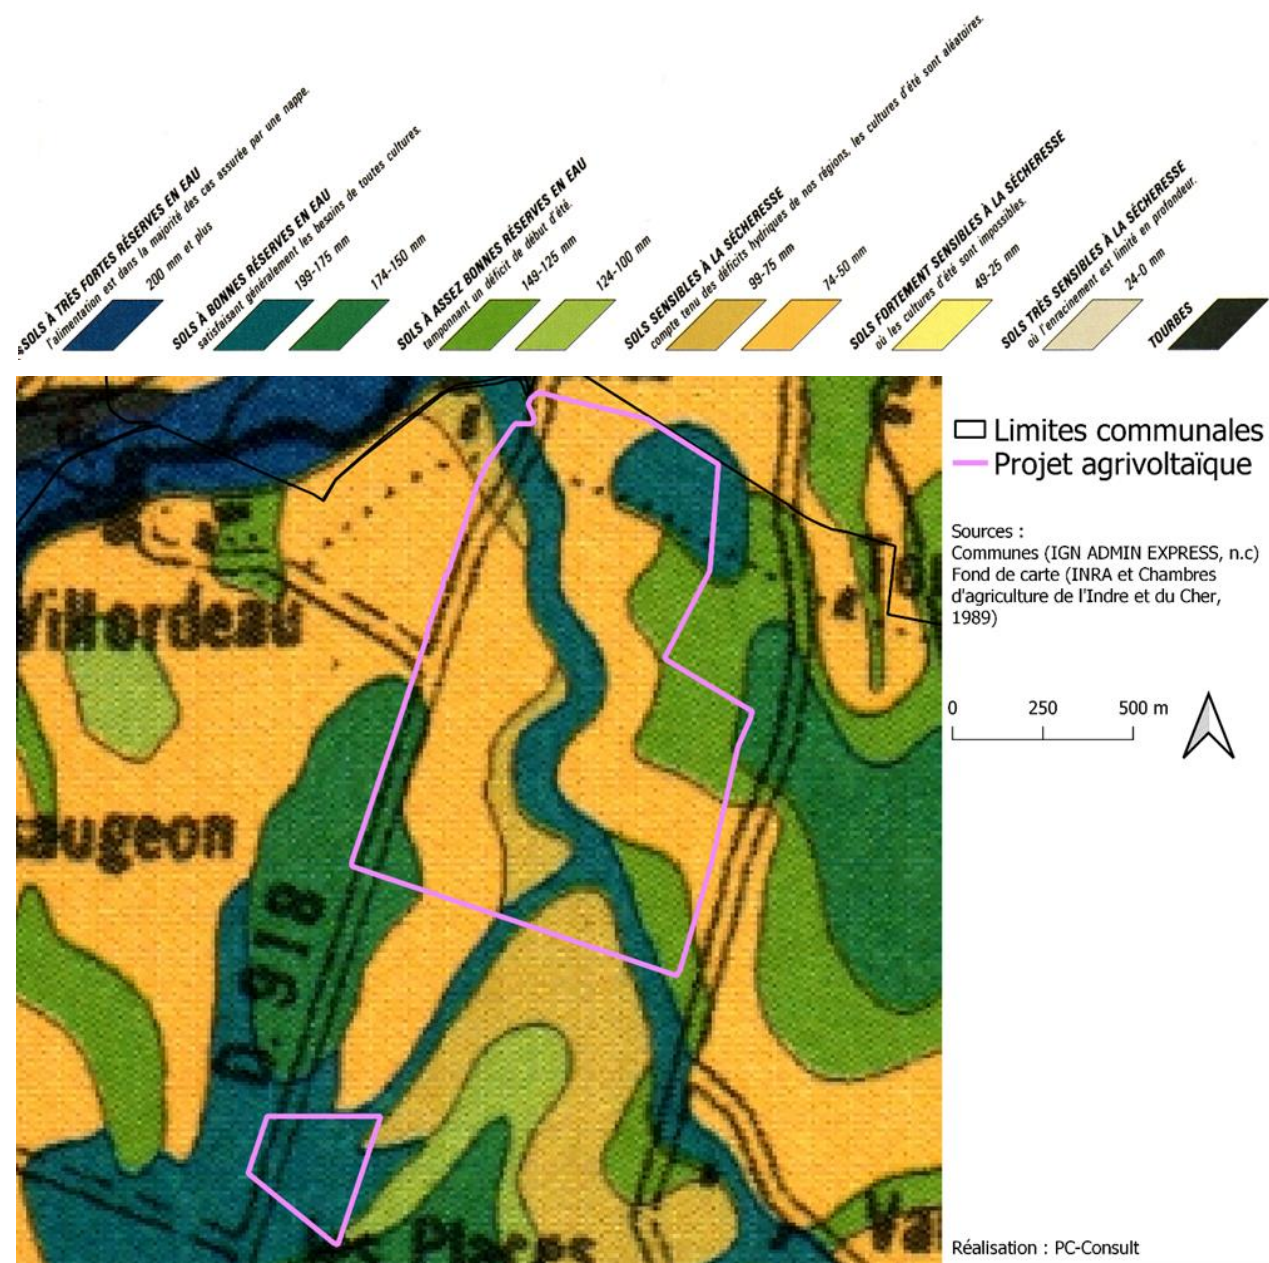 SOLS À TRÈS FORTES RÉSERVES EN EAU
l'alimentation est dans la majorité des cas assurée par une nappe.
200 mm et plus
SOLS À BONNES RÉSERVES EN EAU
satisfaisant généralement les besoins de toutes cultures.
199-175 mm
174-150 mm
SOLS À ASSEZ BONNES RÉSERVES EN EAU
tamponnant un déficit de début d'été.
149-125 mm
124-100 mm
SOLS SENSIBLES À LA SÉCHERESSE
compte tenu des déficits hydriques de nos régions, les cultures d'été sont aléatoires.
99-75 mm
74-50 mm
SOLS FORTEMENT SENSIBLES À LA SÉCHERESSE
où les cultures d'été sont impossibles.
49-25 mm
SOLS TRÈS SENSIBLES À LA SÉCHERESSE
où l'enracinement est limité en profondeur.
24-0 mm
TOURBES
Limites communales
Projet agrivoltaïque
Sources :
Communes (IGN ADMIN EXPRESS, n.c)
Fond de carte (INRA et Chambres
d'agriculture de l'Indre et du Cher,
1989)
0 250 500 m
Villordeau
augeon
D. 918
es Places
Va
Réalisation : PC-Consult